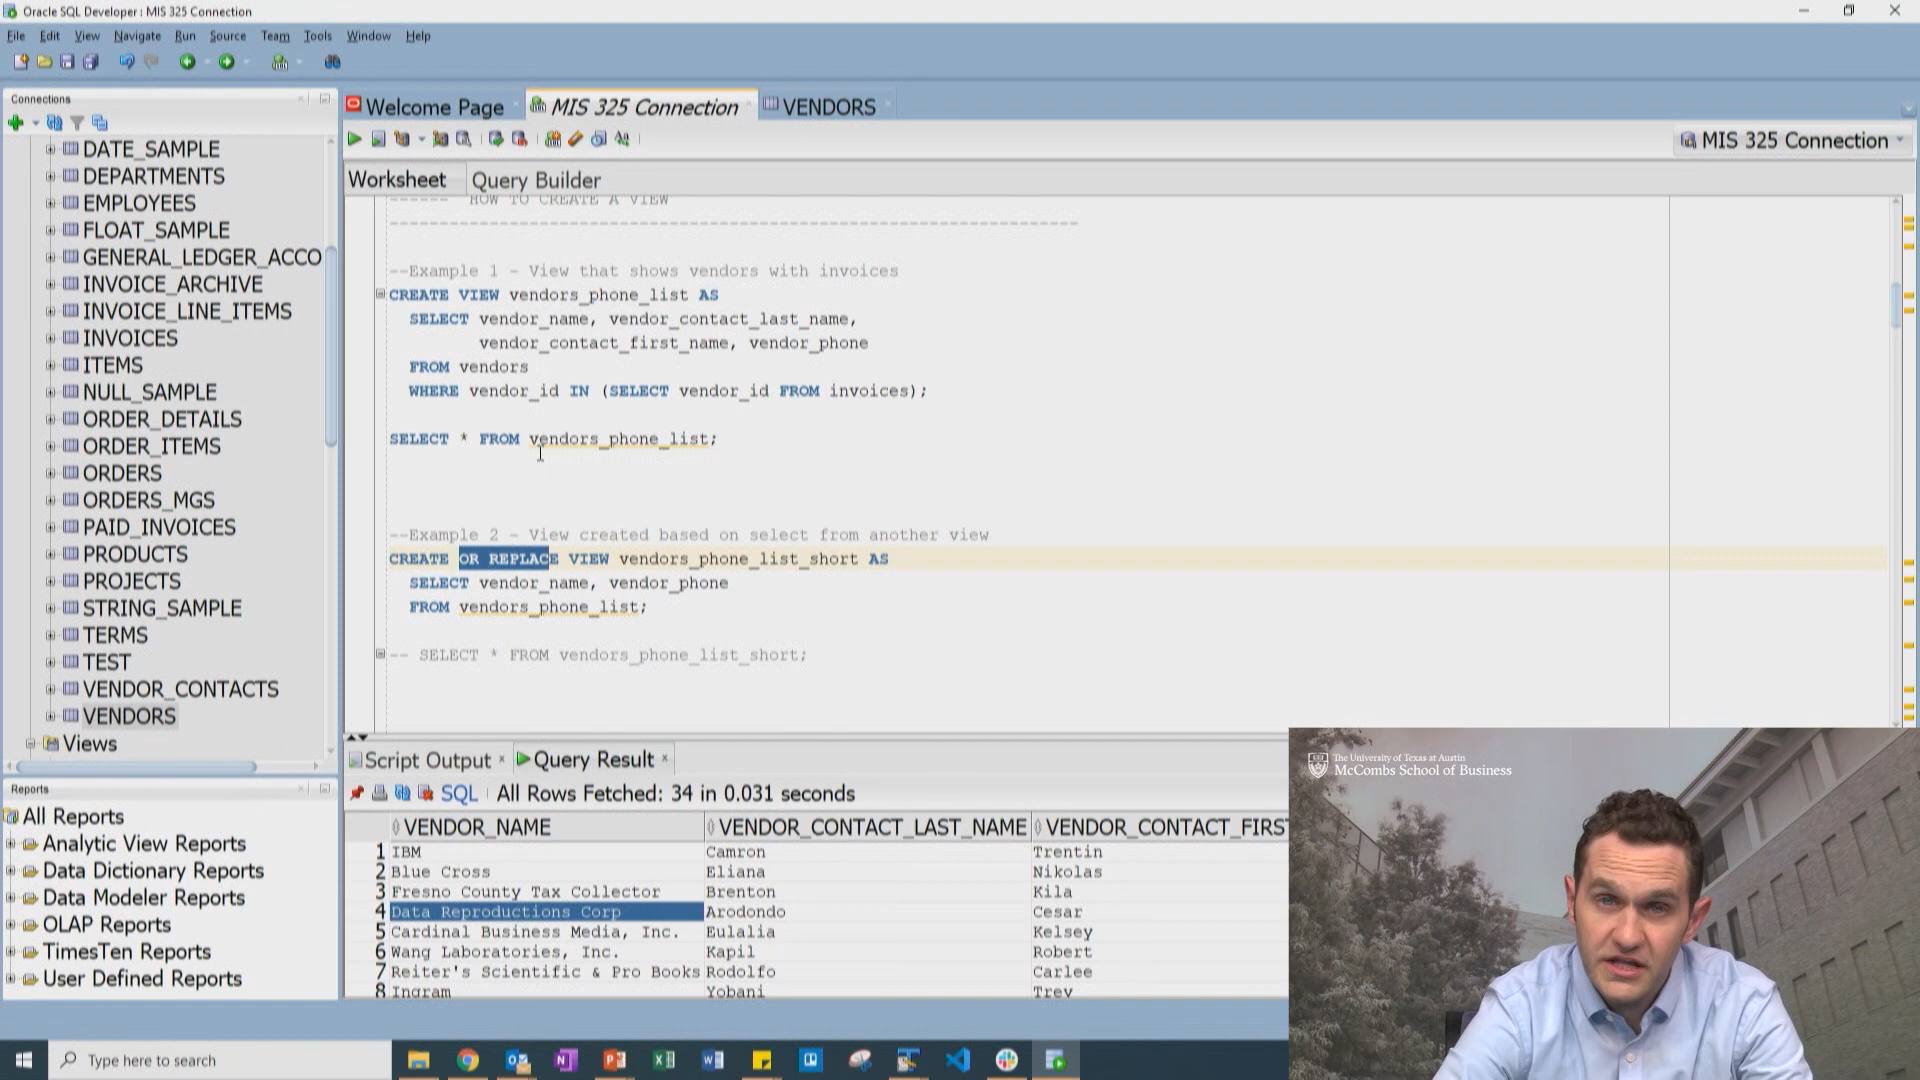 Oracle SQL Developer : MIS 325 Connection
File Edit View Navigate Run Source Team Tools Window Help
Connections
DATE_SAMPLE
DEPARTMENTS
EMPLOYEES
FLOAT_SAMPLE
GENERAL_LEDGER_ACCO
INVOICE_ARCHIVE
INVOICE_LINE_ITEMS
INVOICES
ITEMS
NULL_SAMPLE
ORDER_DETAILS
ORDER_ITEMS
ORDERS
ORDERS_MGS
PAID_INVOICES
PRODUCTS
PROJECTS
STRING_SAMPLE
TERMS
TEST
VENDOR_CONTACTS
VENDORS
Views
Reports
All Reports
Analytic View Reports
Data Dictionary Reports
Data Modeler Reports
OLAP Reports
TimesTen Reports
User Defined Reports
Welcome Page MIS 325 Connection VENDORS
MIS 325 Connection
Worksheet Query Builder
------ HOW TO CREATE A VIEW
---------------------------------------------------------------------
--Example 1 - View that shows vendors with invoices
CREATE VIEW vendors_phone_list AS
SELECT vendor_name, vendor_contact_last_name,
vendor_contact_first_name, vendor_phone
FROM vendors
WHERE vendor_id IN (SELECT vendor_id FROM invoices);
SELECT * FROM vendors_phone_list;
--Example 2 - View created based on select from another view
CREATE OR REPLACE VIEW vendors_phone_list_short AS
SELECT vendor_name, vendor_phone
FROM vendors_phone_list;
-- SELECT * FROM vendors_phone_list_short;
Script Output Query Result
SQL All Rows Fetched: 34 in 0.031 seconds
VENDOR_NAME VENDOR_CONTACT_LAST_NAME VENDOR_CONTACT_FIRST
1 IBM Camron Trentin
2 Blue Cross Eliana Nikolas
3 Fresno County Tax Collector Brenton Kila
4 Data Reproductions Corp Arodondo Cesar
5 Cardinal Business Media, Inc. Eulalia Kelsey
6 Wang Laboratories, Inc. Kapil Robert
7 Reiter's Scientific & Pro Books Rodolfo Carlee
8 Ingram Yobani Trey
The University of Texas at Austin
McCombs School of Business
Type here to search